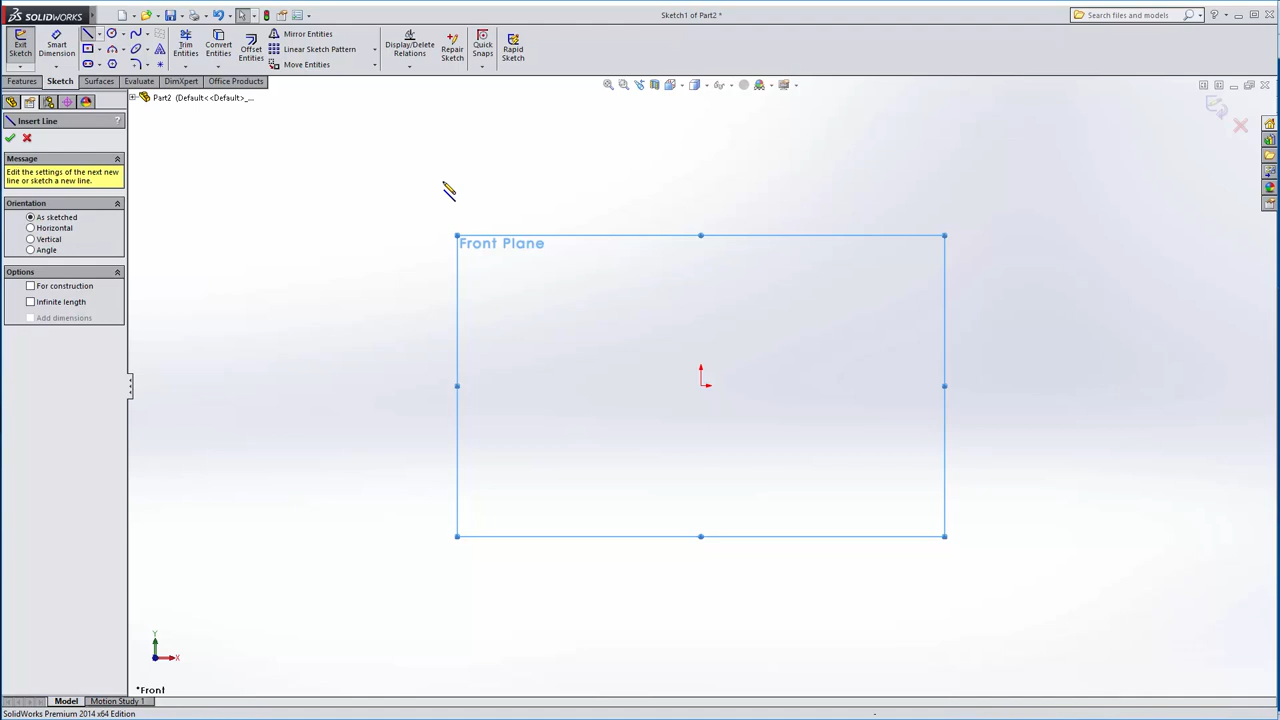 SOLIDWORKS
Sketch1 of Part2 *
Search files and models
Exit Sketch
Smart Dimension
Trim Entities
Convert Entities
Offset Entities
Mirror Entities
Linear Sketch Pattern
Move Entities
Display/Delete Relations
Repair Sketch
Quick Snaps
Rapid Sketch
Features
Sketch
Surfaces
Evaluate
DimXpert
Office Products
Part2 (Default<<Default>_...
Insert Line
?
Message
Edit the settings of the next new
line or sketch a new line.
Orientation
As sketched
Horizontal
Vertical
Angle
Options
For construction
Infinite length
Add dimensions
Front Plane
Y
X
*Front
Model
Motion Study 1
SolidWorks Premium 2014 x64 Edition
-